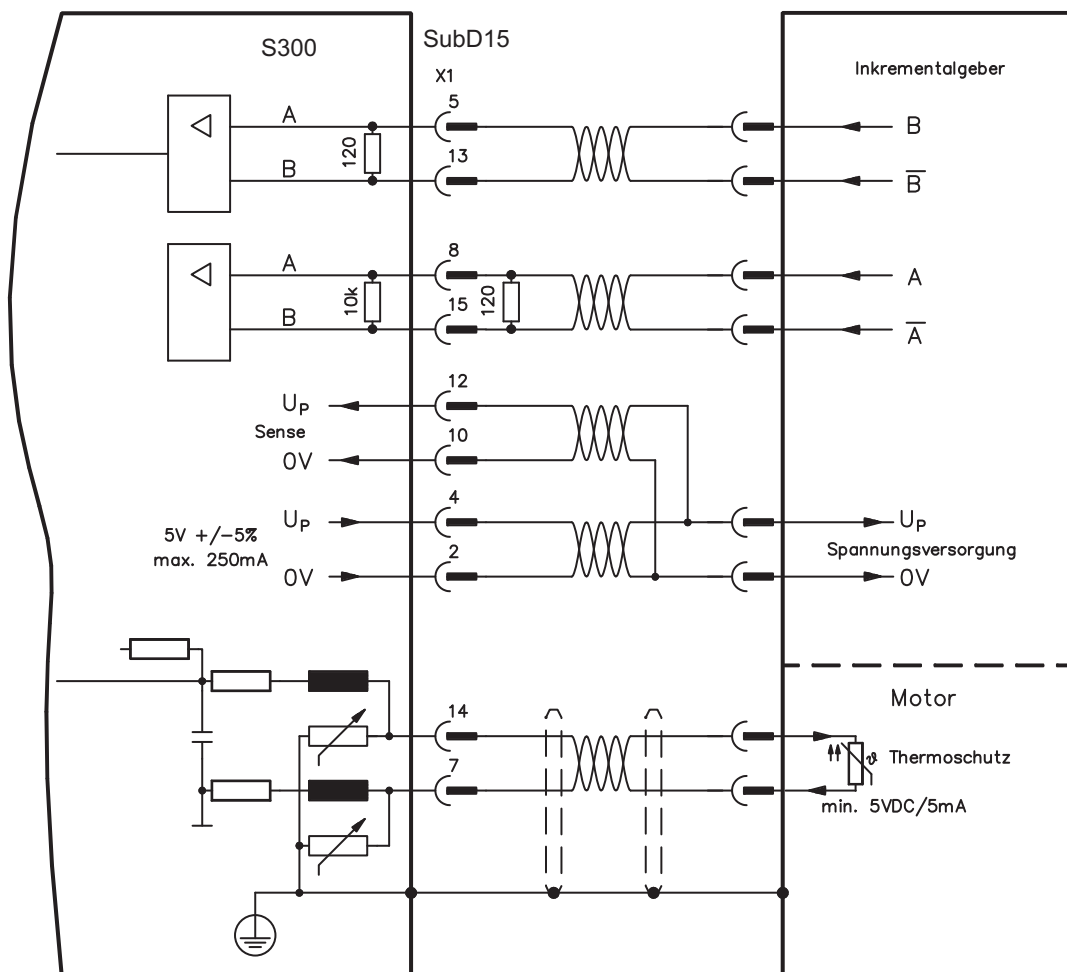 S300
SubD15
X1
Inkrementalgeber
5
A
B
120
13
B
B̅
8
A
A
10k
15
120
B
A̅
12
UP
Sense
10
0V
4
5V +/-5%
max. 250mA
UP
UP
Spannungsversorgung
2
0V
0V
Motor
14
ϑ Thermoschutz
7
min. 5VDC/5mA